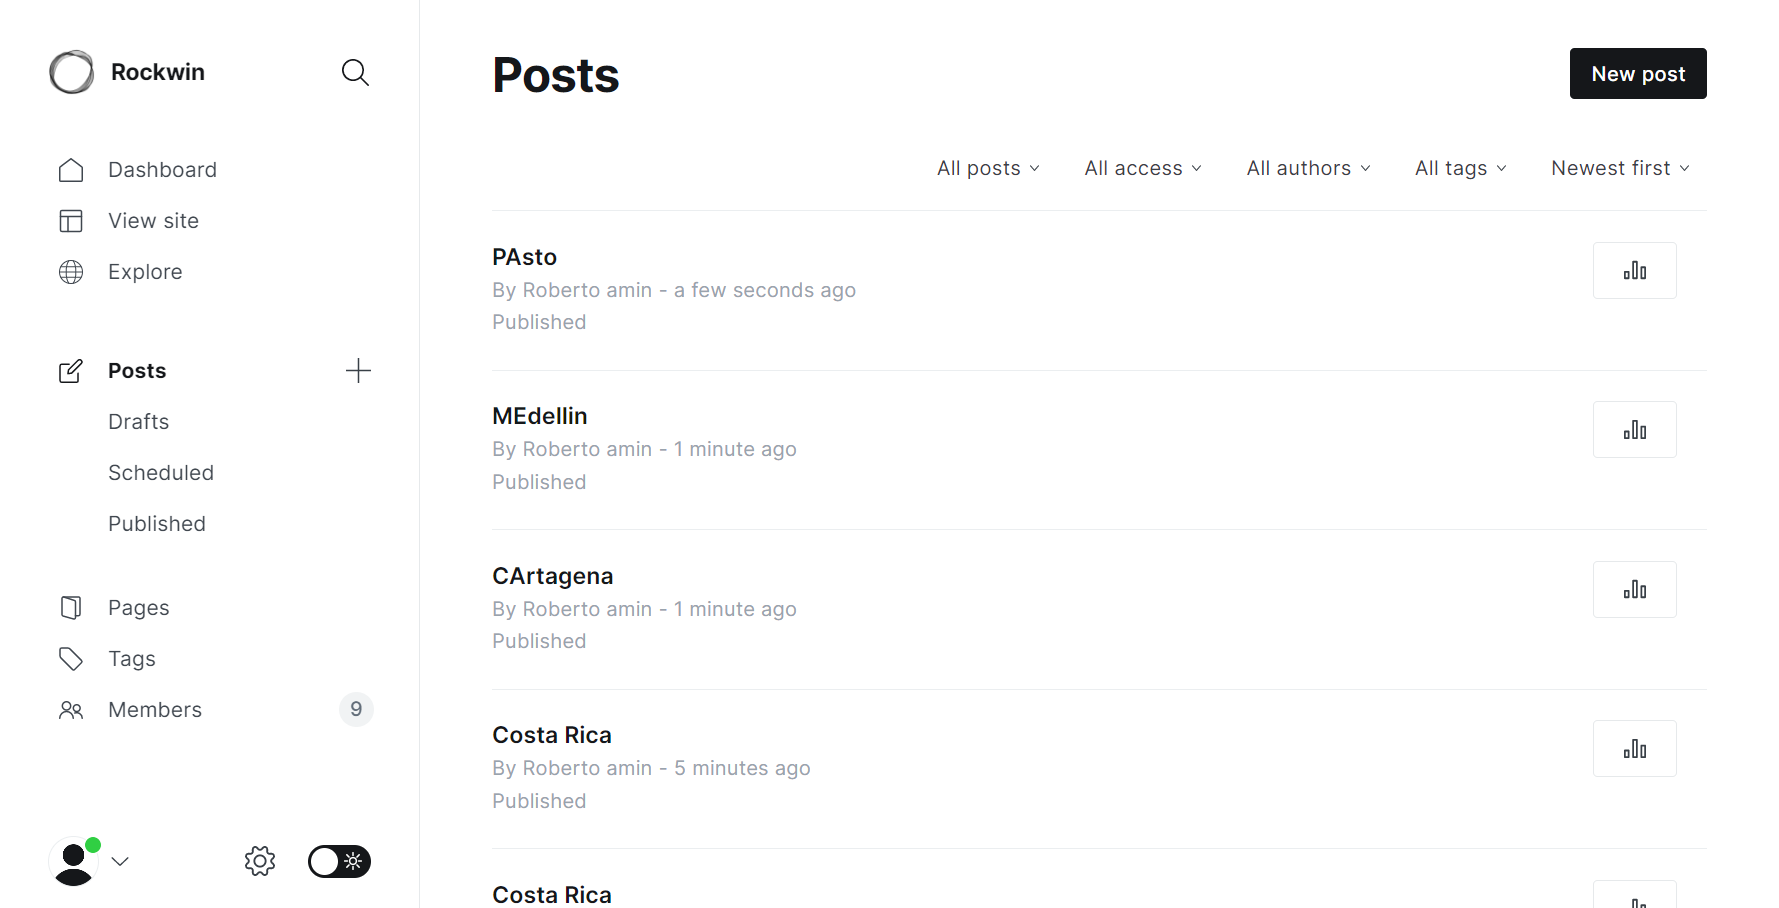 Rockwin
Dashboard
View site
Explore
Posts
Drafts
Scheduled
Published
Pages
Tags
Members
9
Posts
New post
All posts
All access
All authors
All tags
Newest first
PAsto
By Roberto amin - a few seconds ago
Published
MEdellin
By Roberto amin - 1 minute ago
Published
CArtagena
By Roberto amin - 1 minute ago
Published
Costa Rica
By Roberto amin - 5 minutes ago
Published
Costa Rica